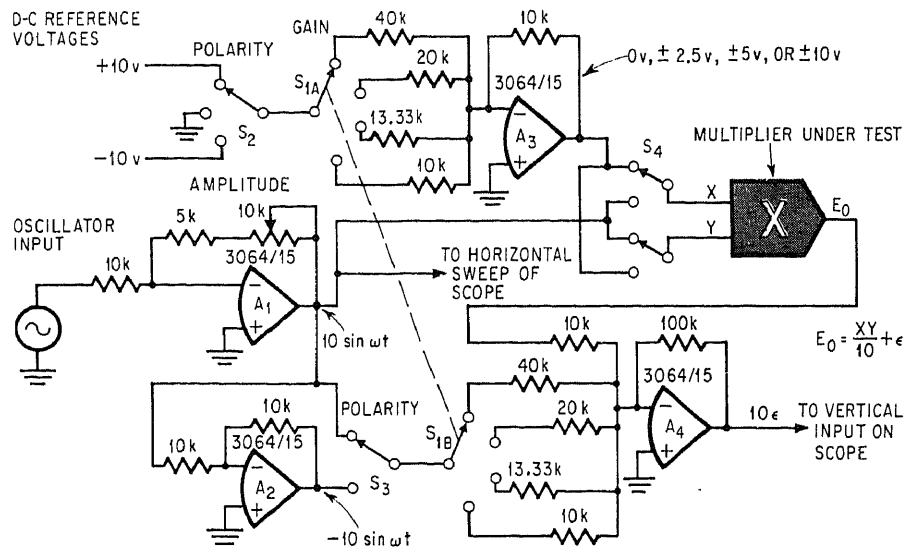 D-C REFERENCE
VOLTAGES
POLARITY
+10v
S2
-10v
GAIN
S1A
40k
20k
13.33k
10k
10k
3064/15
A3
0v, ± 2.5v, ±5v, OR ±10v
S4
MULTIPLIER UNDER TEST
X
Y
X
E0
AMPLITUDE
OSCILLATOR
INPUT
10k
5k
10k
3064/15
A1
TO HORIZONTAL
SWEEP OF
SCOPE
10 sin ωt
10k
10k
3064/15
A2
-10 sin ωt
POLARITY
S3
S1B
10k
40k
20k
13.33k
10k
100k
3064/15
A4
E0 = XY/10 + ϵ
10ϵ
TO VERTICAL
INPUT ON
SCOPE